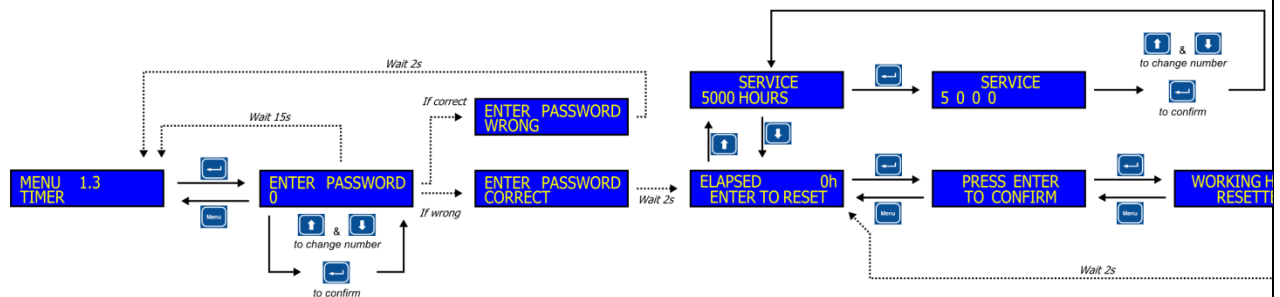 MENU 1.3
TIMER
Menu
Wait 15s
Wait 2s
ENTER PASSWORD
0
&
to change number
to confirm
If correct
ENTER PASSWORD
WRONG
If wrong
ENTER PASSWORD
CORRECT
Wait 2s
SERVICE
5000 HOURS
SERVICE
5 0 0 0
&
to change number
to confirm
ELAPSED 0h
ENTER TO RESET
Menu
PRESS ENTER
TO CONFIRM
Menu
WORKING H
RESETTE
Wait 2s